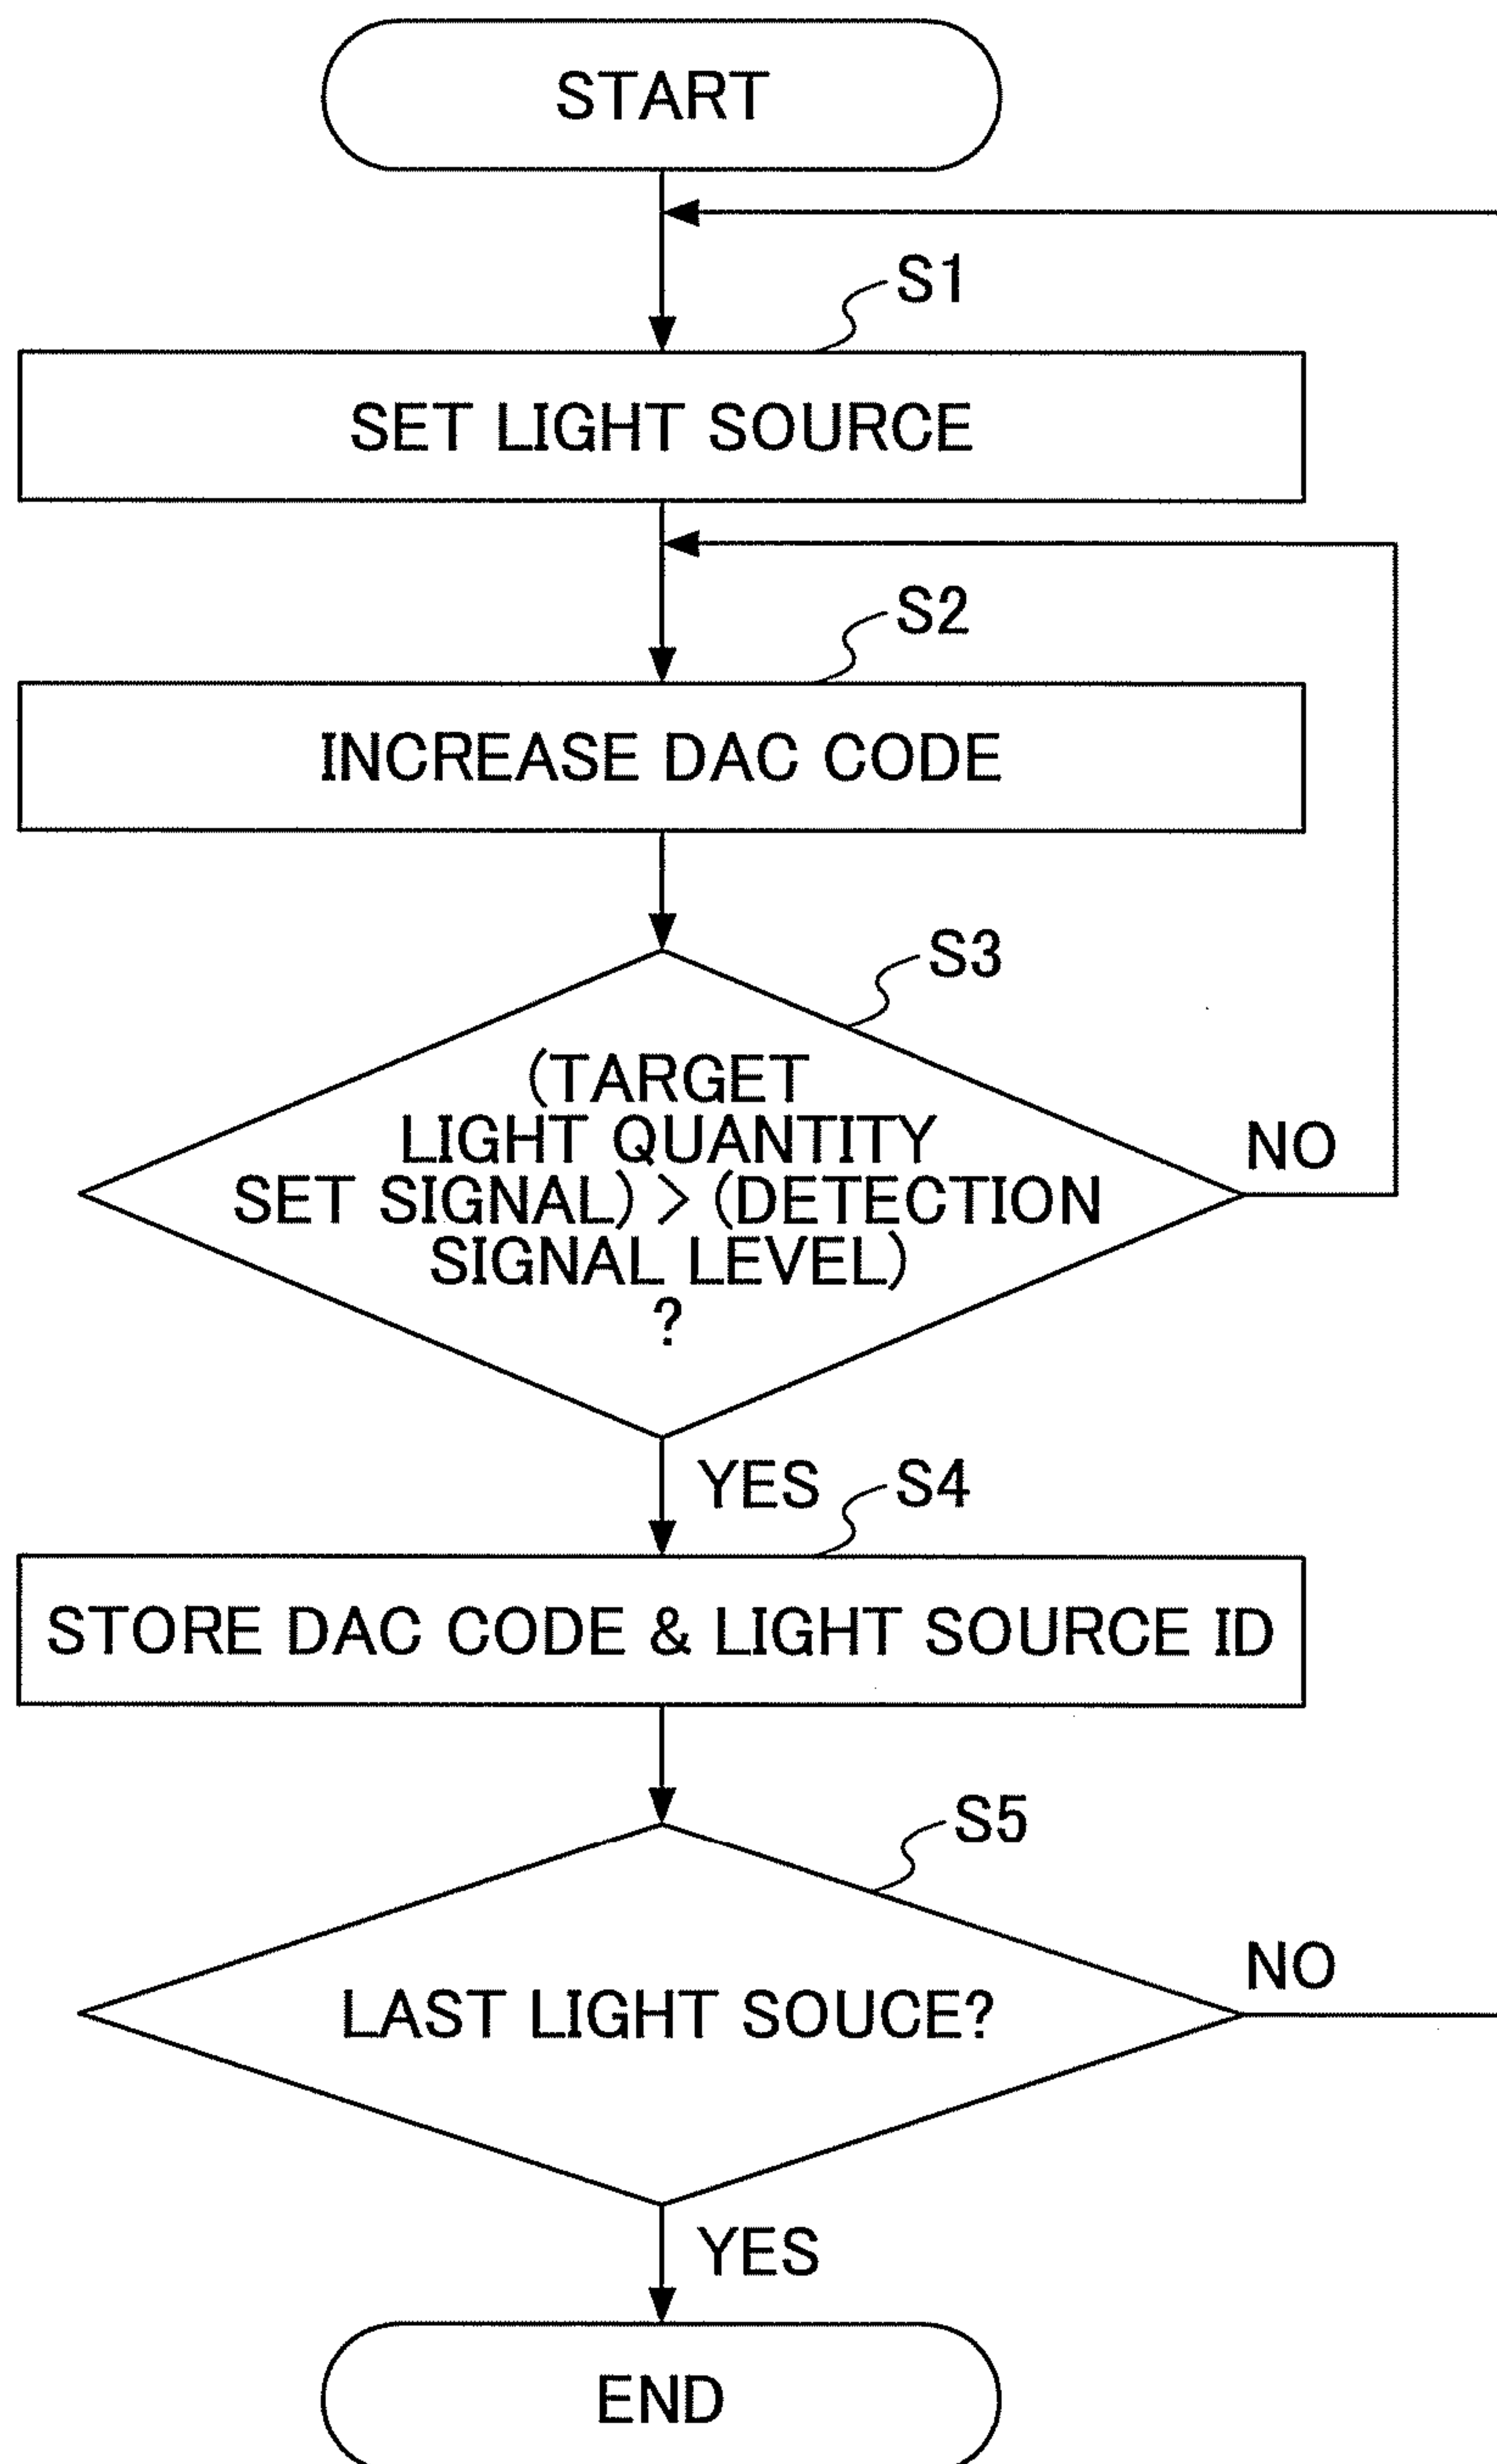 START
S1
SET LIGHT SOURCE
S2
INCREASE DAC CODE
S3
(TARGET
LIGHT QUANTITY
SET SIGNAL) > (DETECTION
SIGNAL LEVEL)
?
NO
YES
S4
STORE DAC CODE & LIGHT SOURCE ID
S5
LAST LIGHT SOUCE?
NO
YES
END